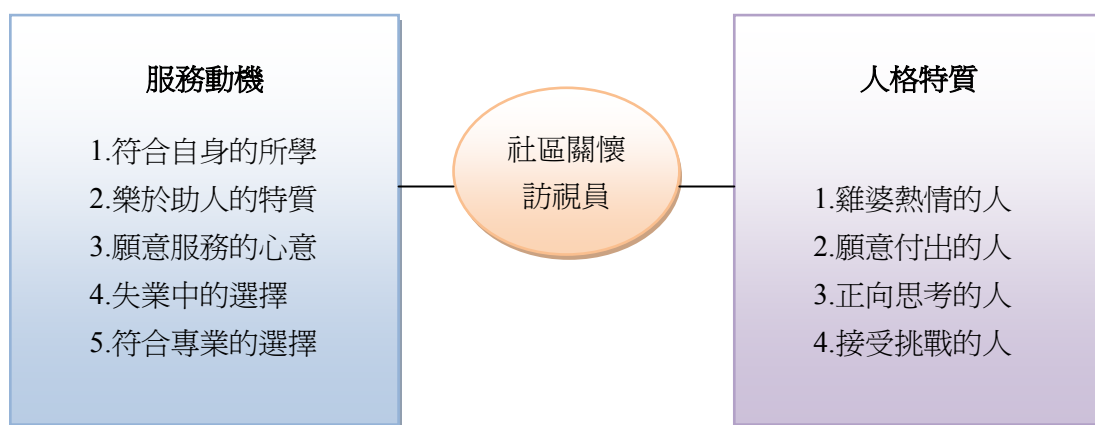 服務動機
1.符合自身的所學
2.樂於助人的特質
3.願意服務的心意
4.失業中的選擇
5.符合專業的選擇
社區關懷
訪視員
人格特質
1.雞婆熱情的人
2.願意付出的人
3.正向思考的人
4.接受挑戰的人